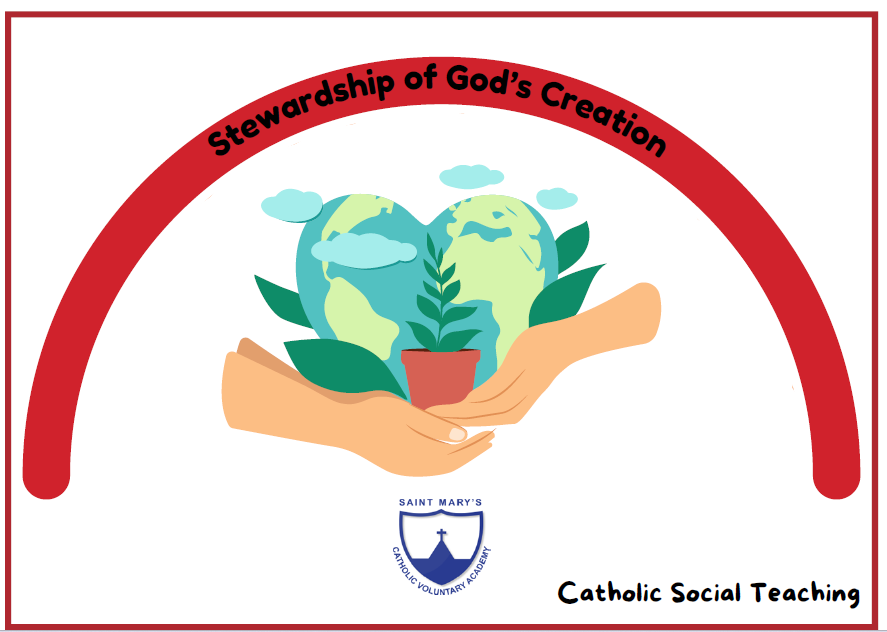 Stewardship of God's Creation
SAINT MARY'S
CATHOLIC VOLUNTARY ACADEMY
Catholic Social Teaching